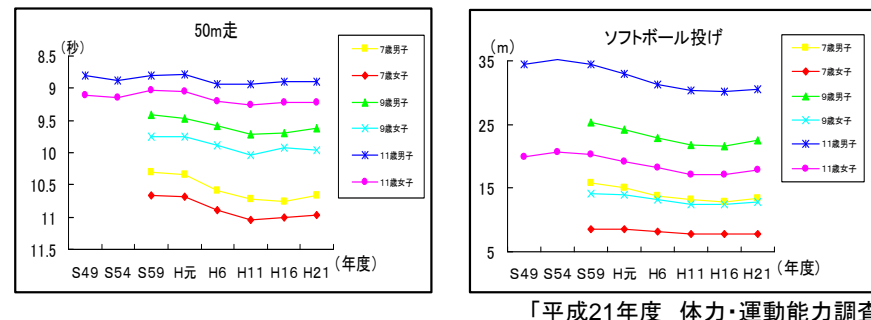 50m走
(秒)
8.5
9
9.5
10
10.5
11
11.5
S49 S54 S59 H元 H6 H11 H16 H21
(年度)
7歳男子
7歳女子
9歳男子
9歳女子
11歳男子
11歳女子
ソフトボール投げ
(m)
35
25
15
5
S49 S54 S59 H元 H6 H11 H16 H21
(年度)
7歳男子
7歳女子
9歳男子
9歳女子
11歳男子
11歳女子
「平成21年度 体力・運動能力調査